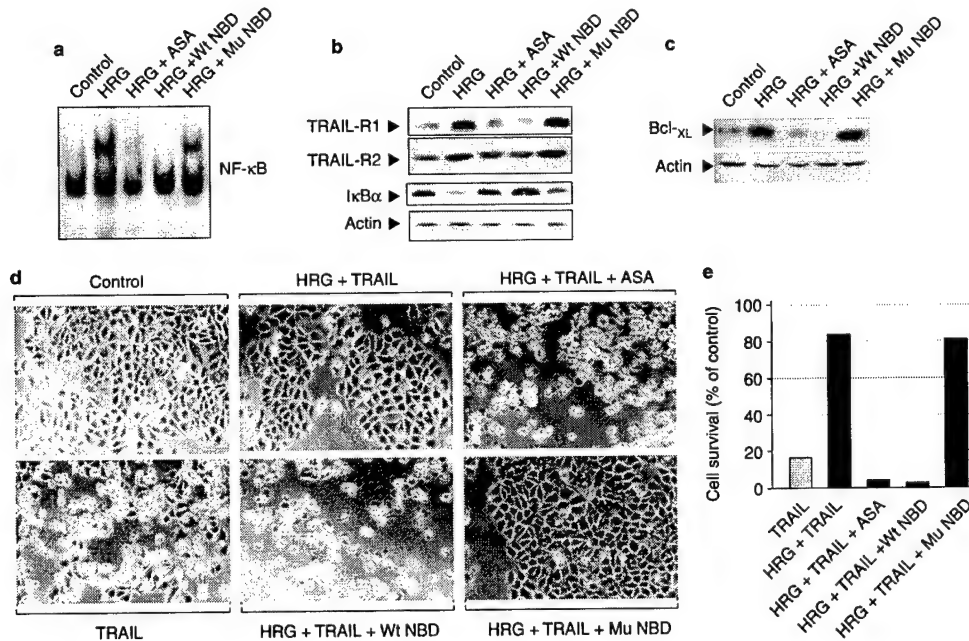 a
Control
HRG
HRG + ASA
HRG +Wt NBD
HRG + Mu NBD
NF-κB
b
Control
HRG
HRG + ASA
HRG +Wt NBD
HRG + Mu NBD
TRAIL-R1
TRAIL-R2
IκBα
Actin
c
Control
HRG
HRG + ASA
HRG +Wt NBD
HRG + Mu NBD
Bcl-XL
Actin
d
Control
HRG + TRAIL
HRG + TRAIL + ASA
TRAIL
HRG + TRAIL + Wt NBD
HRG + TRAIL + Mu NBD
e
Cell survival (% of control)
100
80
60
40
20
0
TRAIL
HRG + TRAIL
HRG + TRAIL + ASA
HRG + TRAIL +Wt NBD
HRG + TRAIL + Mu NBD